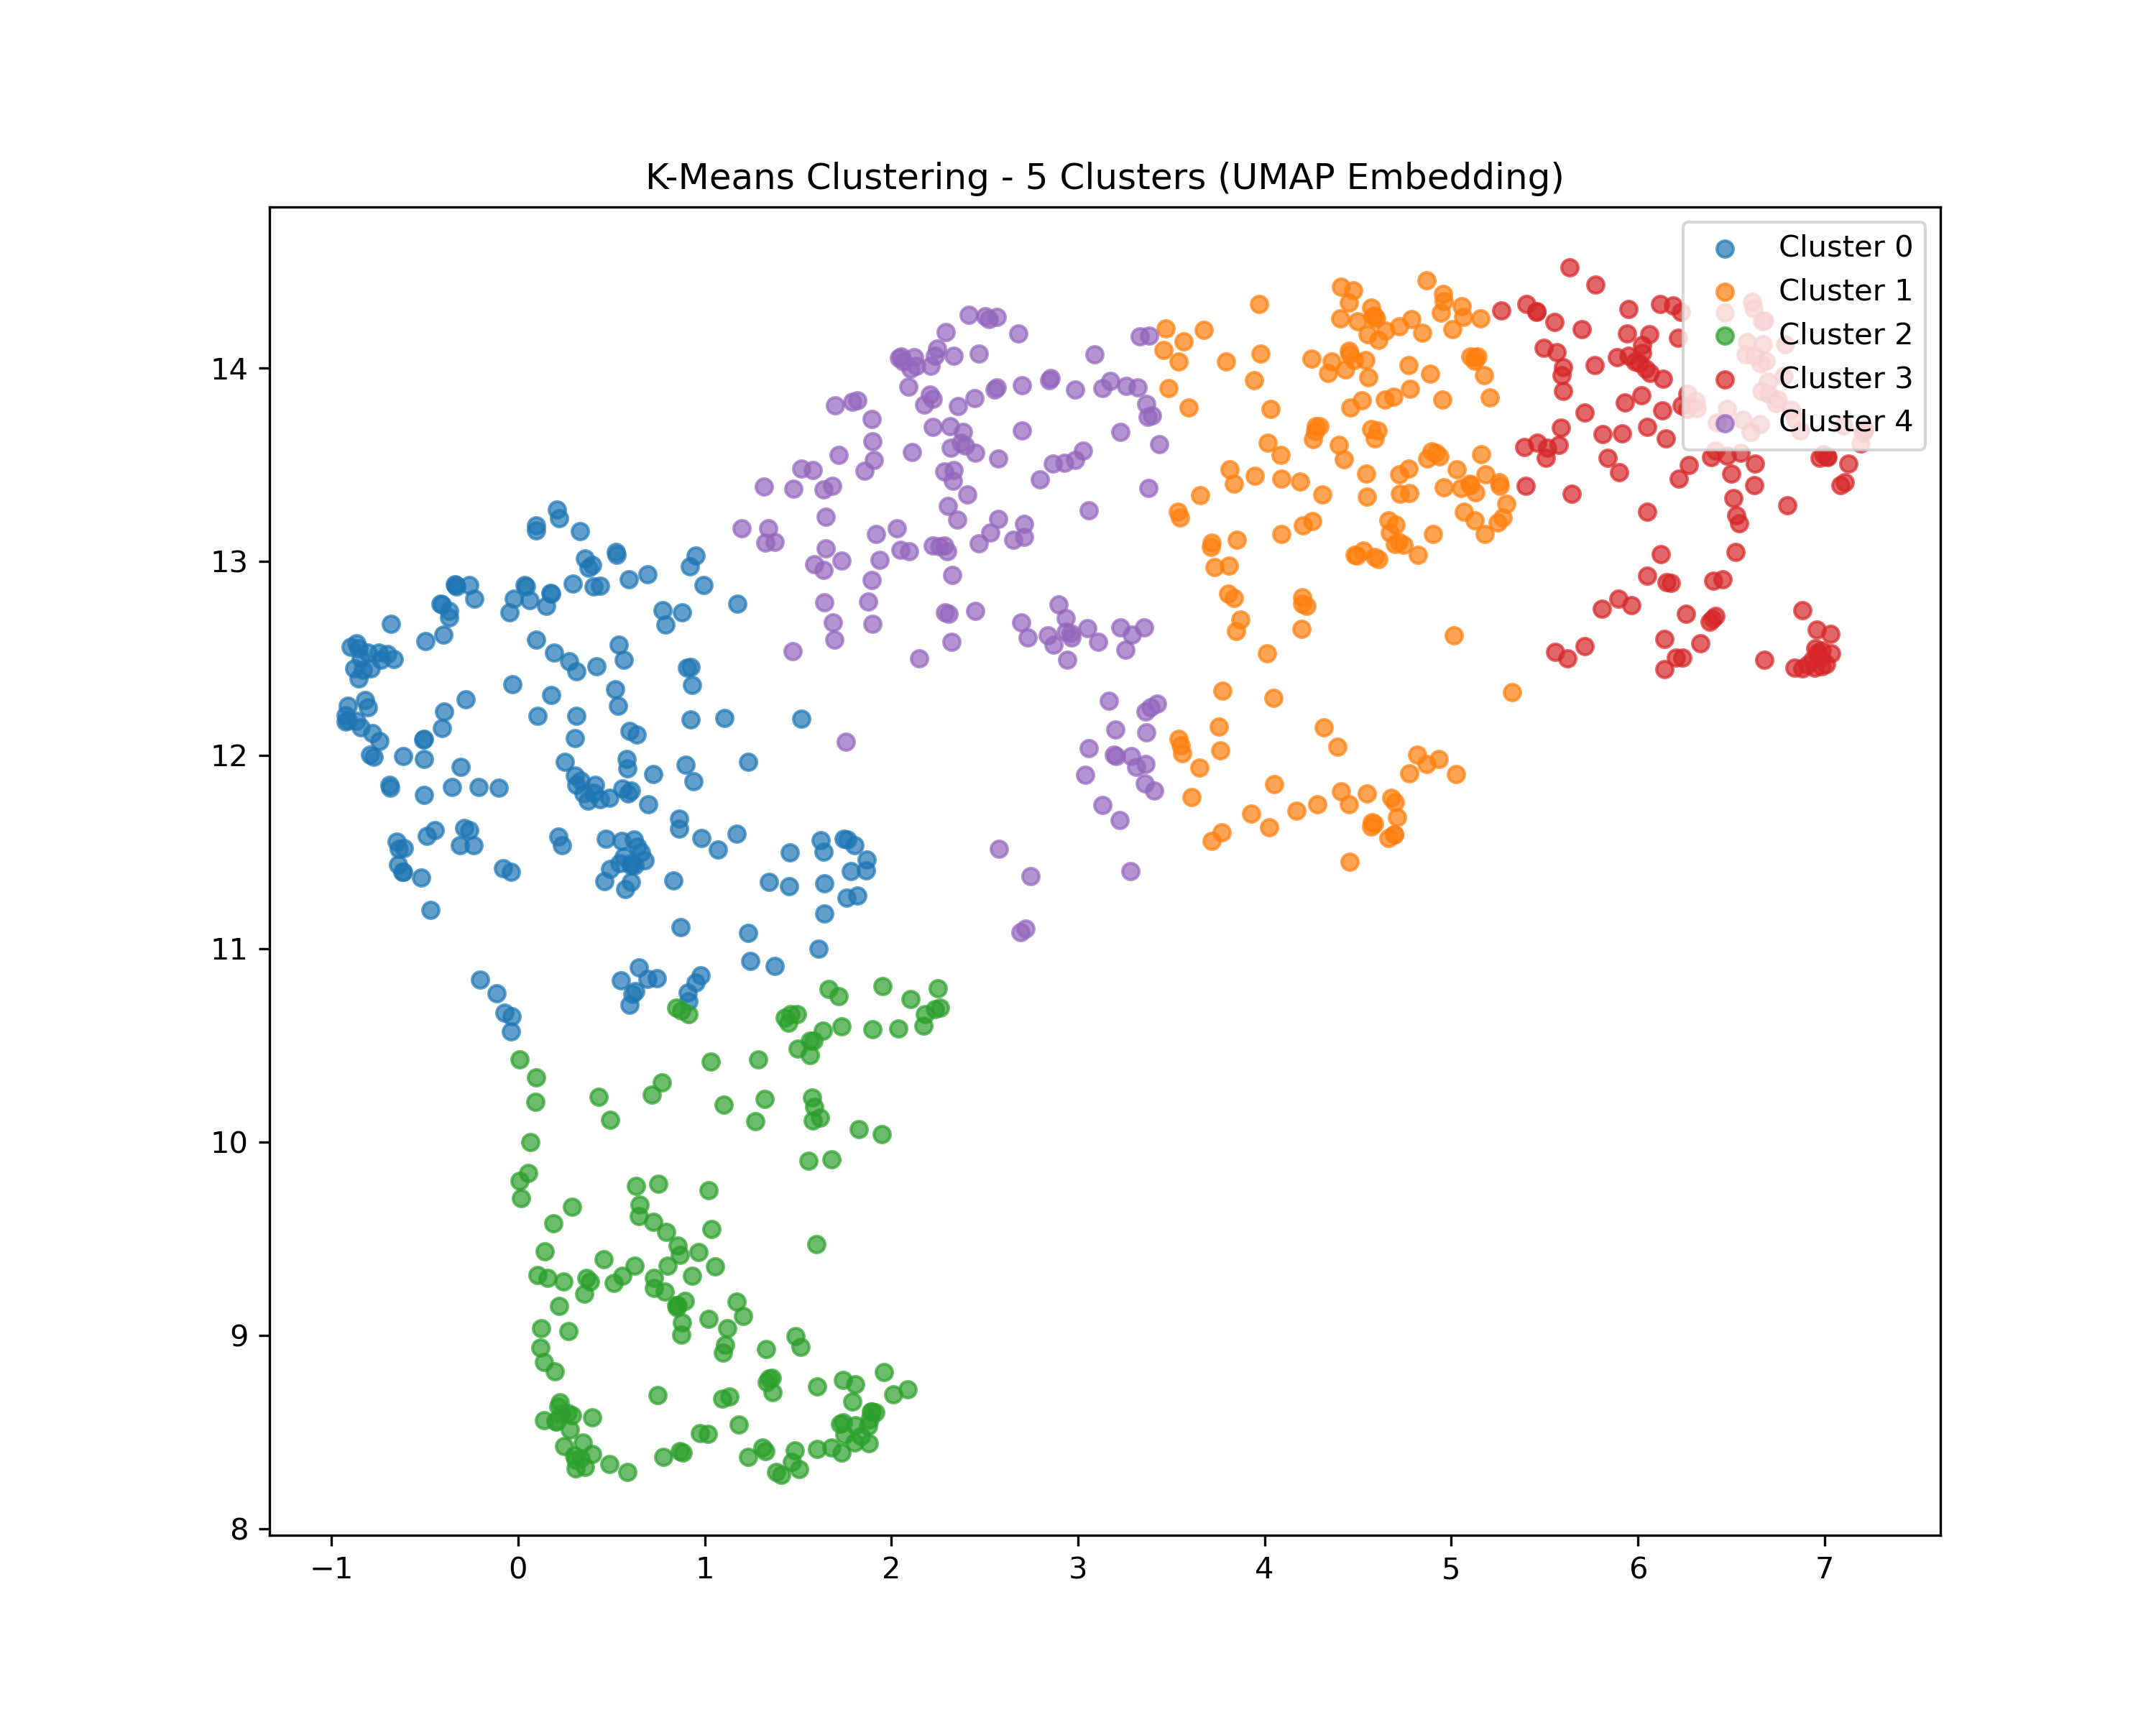 K-Means Clustering - 5 Clusters (UMAP Embedding)
Cluster 0
Cluster 1
Cluster 2
Cluster 3
Cluster 4
14
13
12
11
10
9
8
−1 0 1 2 3 4 5 6 7